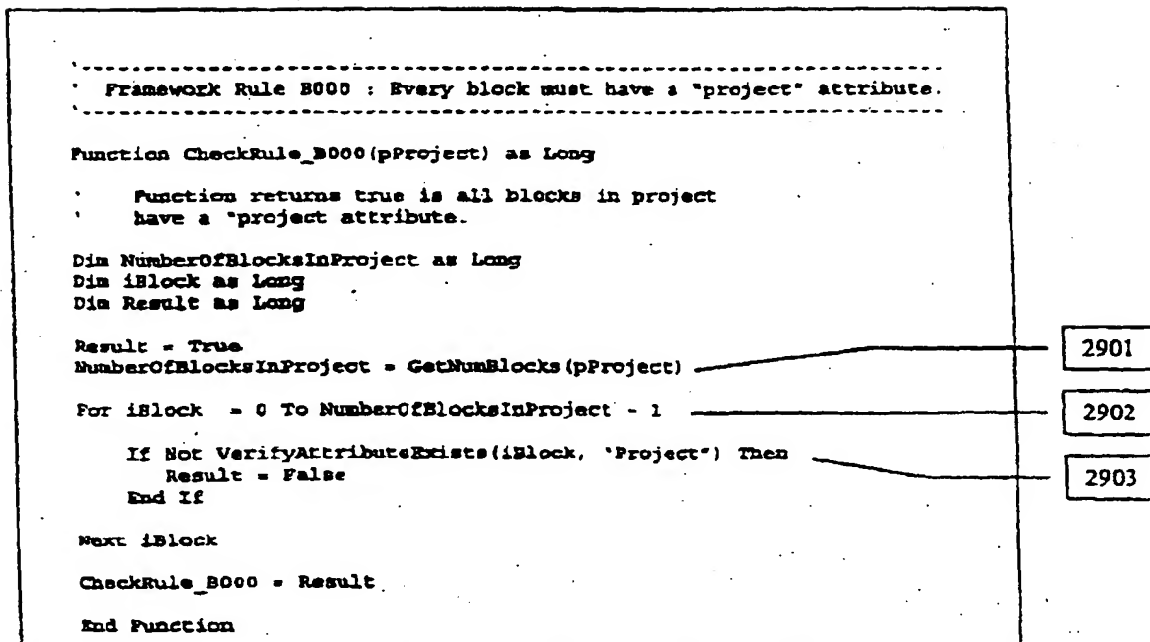 '-----------------------------------------------------------------
' Framework Rule B000 : Every block must have a "project" attribute.
'-----------------------------------------------------------------
Function CheckRule_B000(pProject) as Long
' Function returns true is all blocks in project
' have a "project attribute.
Dim NumberOfBlocksInProject as Long
Dim iBlock as Long
Dim Result as Long
Result = True
NumberOfBlocksInProject = GetNumBlocks(pProject)
2901
For iBlock = 0 To NumberOfBlocksInProject - 1
2902
If Not VerifyAttributeExists(iBlock, "Project") Then
2903
Result = False
End If
Next iBlock
CheckRule_B000 = Result
End Function